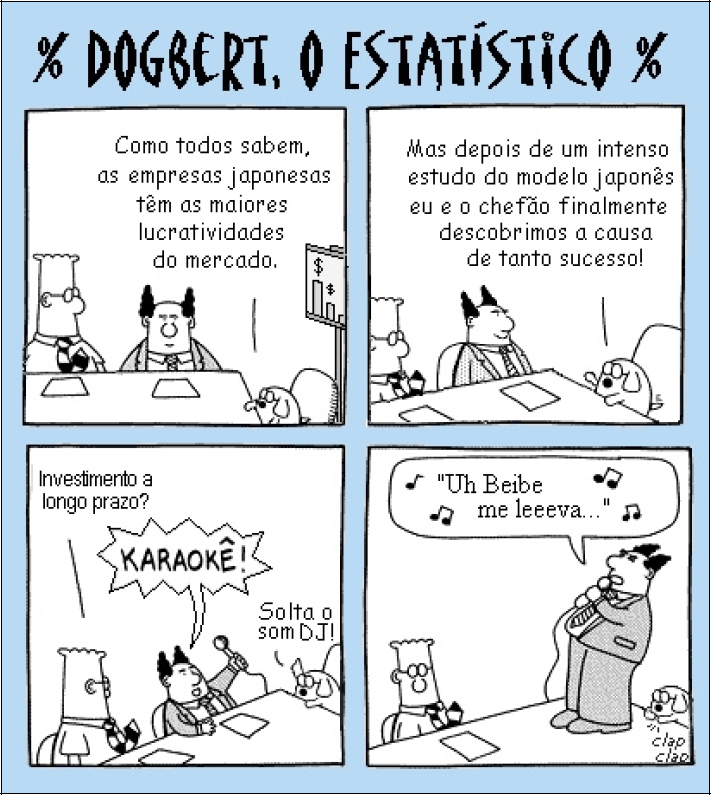 % DOGBERT, O ESTATÍSTICO %
Como todos sabem,
as empresas japonesas
têm as maiores
lucratividades
do mercado.
$
$
Mas depois de um intenso
estudo do modelo japonês
eu e o chefão finalmente
descobrimos a causa
de tanto sucesso!
Investimento a
longo prazo?
KARAOKÊ!
Solta o
som DJ!
"Uh Beibe
me leeeva..."
clap
clap